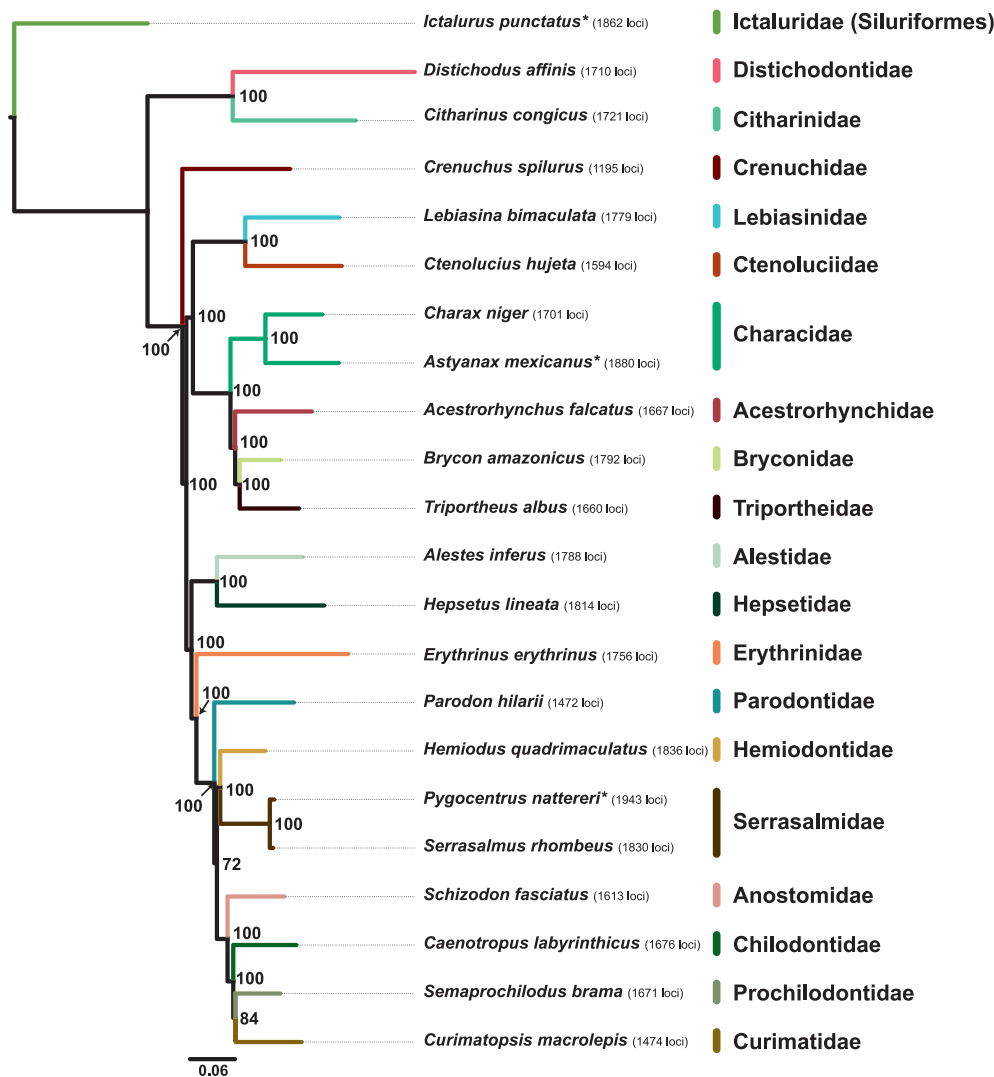 Ictalurus punctatus* (1862 loci) Ictaluridae (Siluriformes)
Distichodus affinis (1710 loci) Distichodontidae
100
Citharinus congicus (1721 loci) Citharinidae
Crenuchus spilurus (1195 loci) Crenuchidae
Lebiasina bimaculata (1779 loci) Lebiasinidae
100
Ctenolucius hujeta (1594 loci) Ctenoluciidae
Charax niger (1701 loci)
100
100
100
Characidae
Astyanax mexicanus* (1880 loci)
100
Acestrorhynchus falcatus (1667 loci) Acestrorhynchidae
100
Brycon amazonicus (1792 loci) Bryconidae
100
100
Triportheus albus (1660 loci) Triportheidae
Alestes inferus (1788 loci) Alestidae
100
Hepsetus lineata (1814 loci) Hepsetidae
100
Erythrinus erythrinus (1756 loci) Erythrinidae
100
Parodon hilarii (1472 loci) Parodontidae
Hemiodus quadrimaculatus (1836 loci) Hemiodontidae
100
100
Pygocentrus nattereri* (1943 loci)
100
Serrasalmidae
Serrasalmus rhombeus (1830 loci)
72
Schizodon fasciatus (1613 loci) Anostomidae
100
Caenotropus labyrinthicus (1676 loci) Chilodontidae
100
Semaprochilodus brama (1671 loci) Prochilodontidae
84
Curimatopsis macrolepis (1474 loci) Curimatidae
0.06